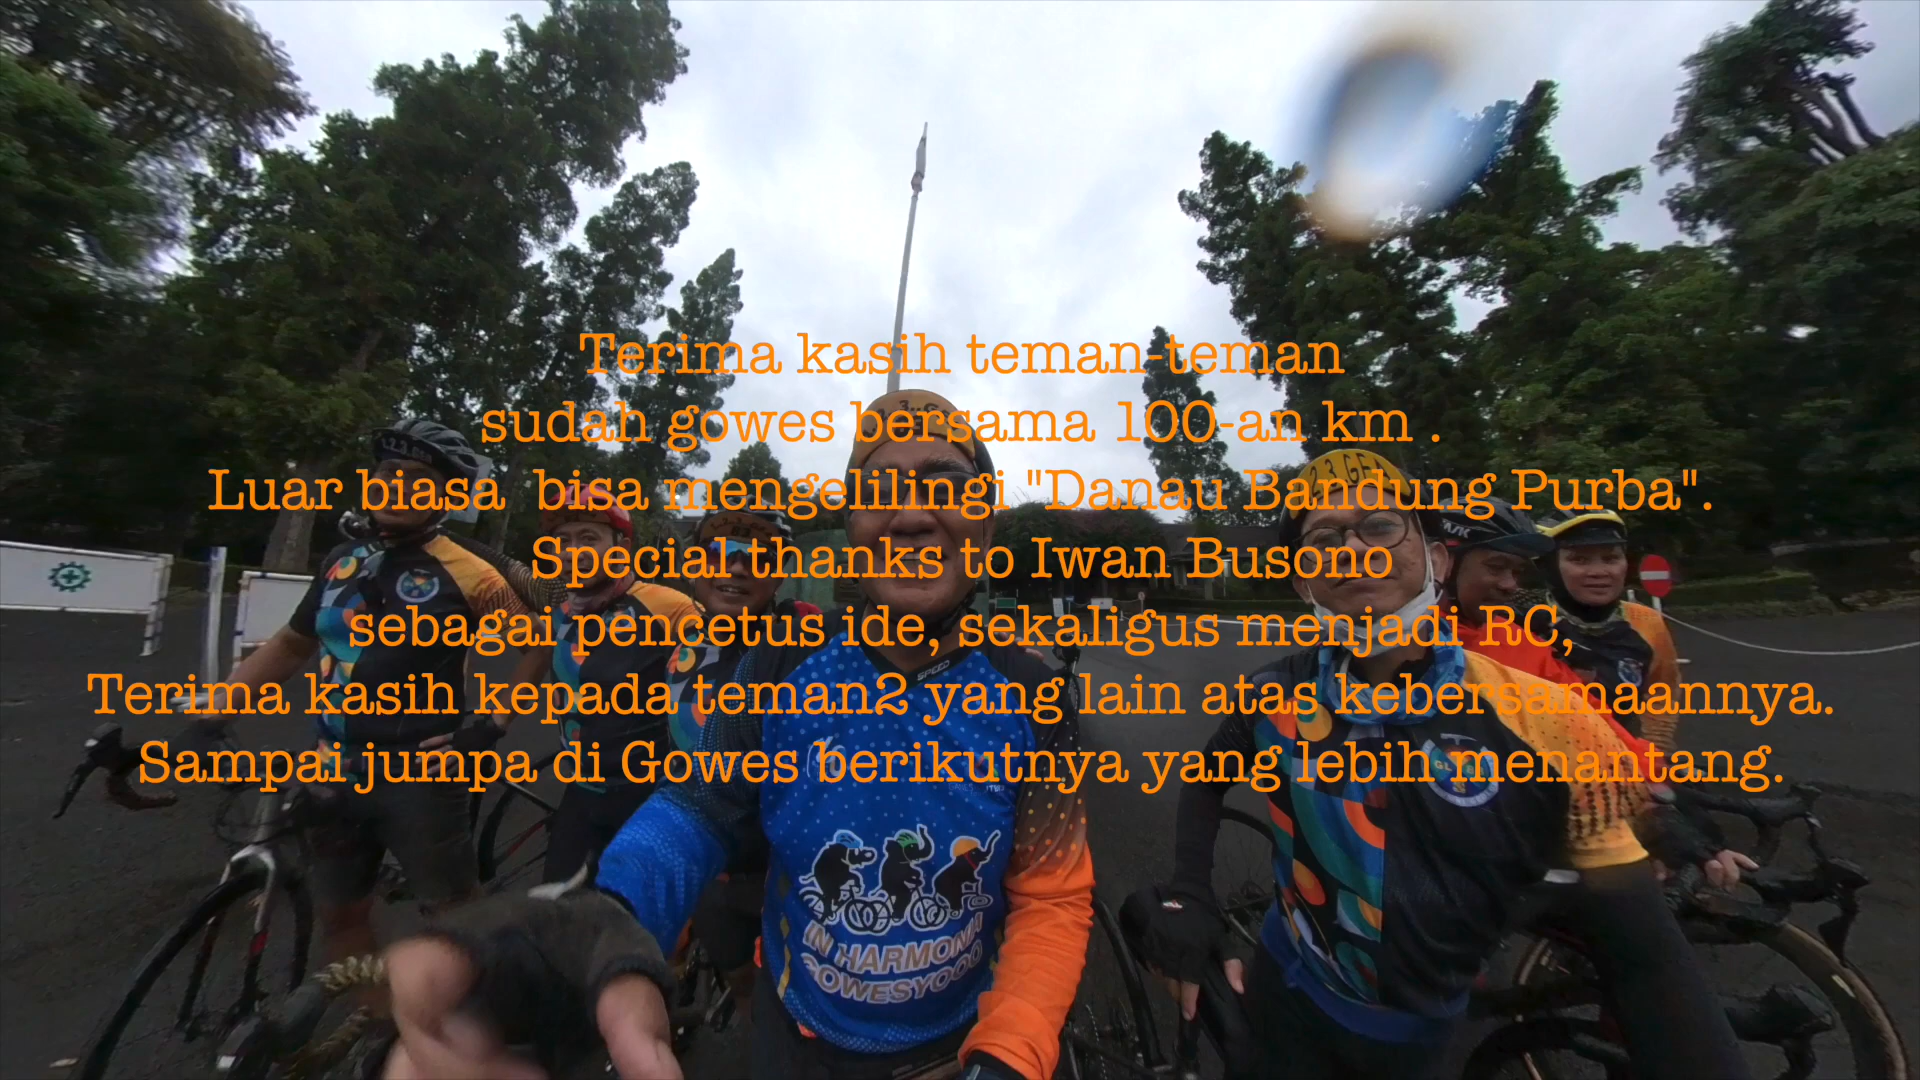 Terima kasih teman-teman
sudah gowes bersama 100-an km .
Luar biasa  bisa mengelilingi "Danau Bandung Purba".
Special thanks to Iwan Busono
sebagai pencetus ide, sekaligus menjadi RC,
Terima kasih kepada teman2 yang lain atas kebersamaannya.
Sampai jumpa di Gowes berikutnya yang lebih menantang.
SPEED
IN HARMONIA
GOWESYOOO